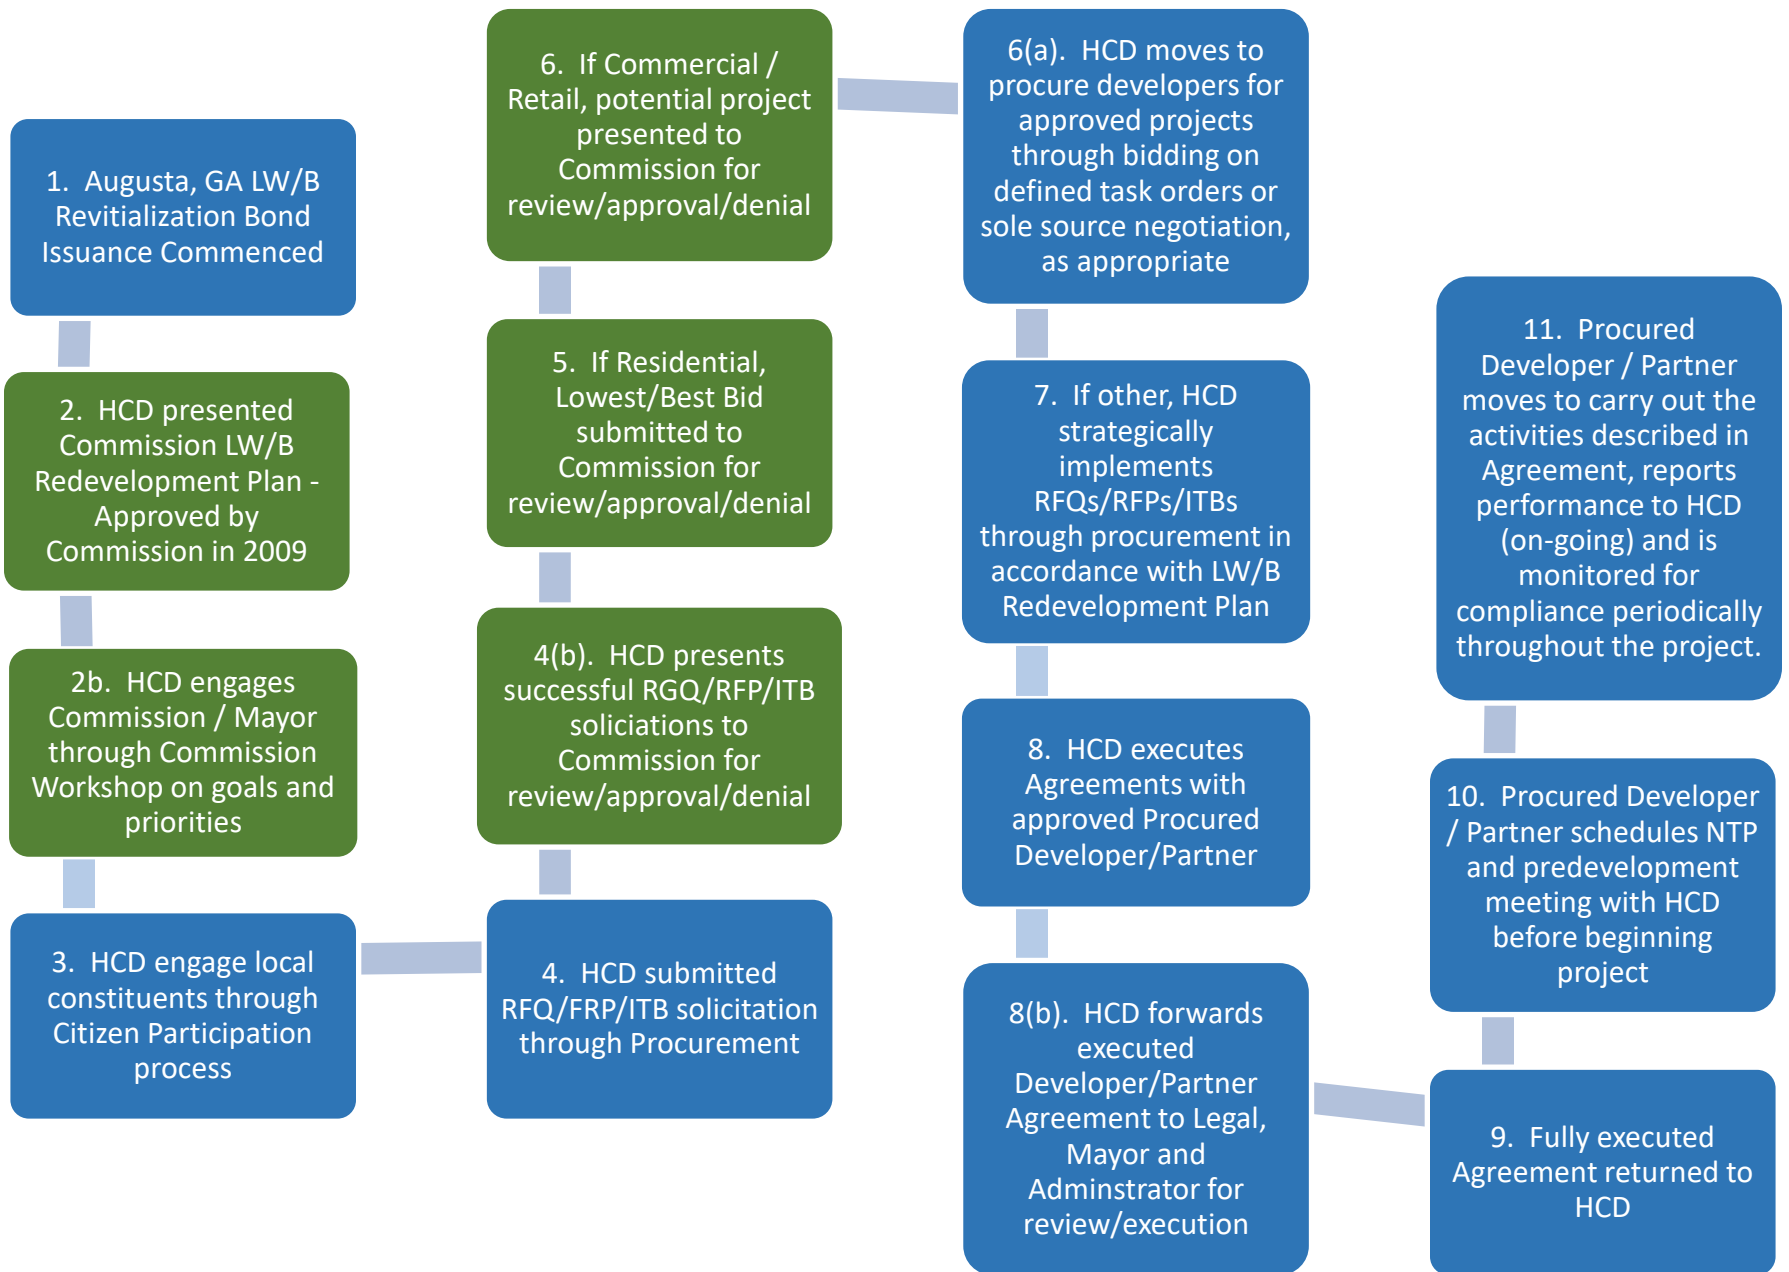 1.  Augusta, GA LW/B
Revitialization Bond
Issuance Commenced
2.  HCD presented
Commission LW/B
Redevelopment Plan -
Approved by
Commission in 2009
2b.  HCD engages
Commission / Mayor
through Commission
Workshop on goals and
priorities
3.  HCD engage local
constituents through
Citizen Participation
process
4.  HCD submitted
RFQ/FRP/ITB solicitation
through Procurement
4(b).  HCD presents
successful RGQ/RFP/ITB
soliciations to
Commission for
review/approval/denial
5.  If Residential,
Lowest/Best Bid
submitted to
Commission for
review/approval/denial
6.  If Commercial /
Retail, potential project
presented to
Commission for
review/approval/denial
6(a).  HCD moves to
procure developers for
approved projects
through bidding on
defined task orders or
sole source negotiation,
as appropriate
7.  If other, HCD
strategically
implements
RFQs/RFPs/ITBs
through procurement in
accordance with LW/B
Redevelopment Plan
8.  HCD executes
Agreements with
approved Procured
Developer/Partner
8(b).  HCD forwards
executed
Developer/Partner
Agreement to Legal,
Mayor and
Adminstrator for
review/execution
9.  Fully executed
Agreement returned to
HCD
10.  Procured Developer
/ Partner schedules NTP
and predevelopment
meeting with HCD
before beginning
project
11.  Procured
Developer / Partner
moves to carry out the
activities described in
Agreement, reports
performance to HCD
(on-going) and is
monitored for
compliance periodically
throughout the project.